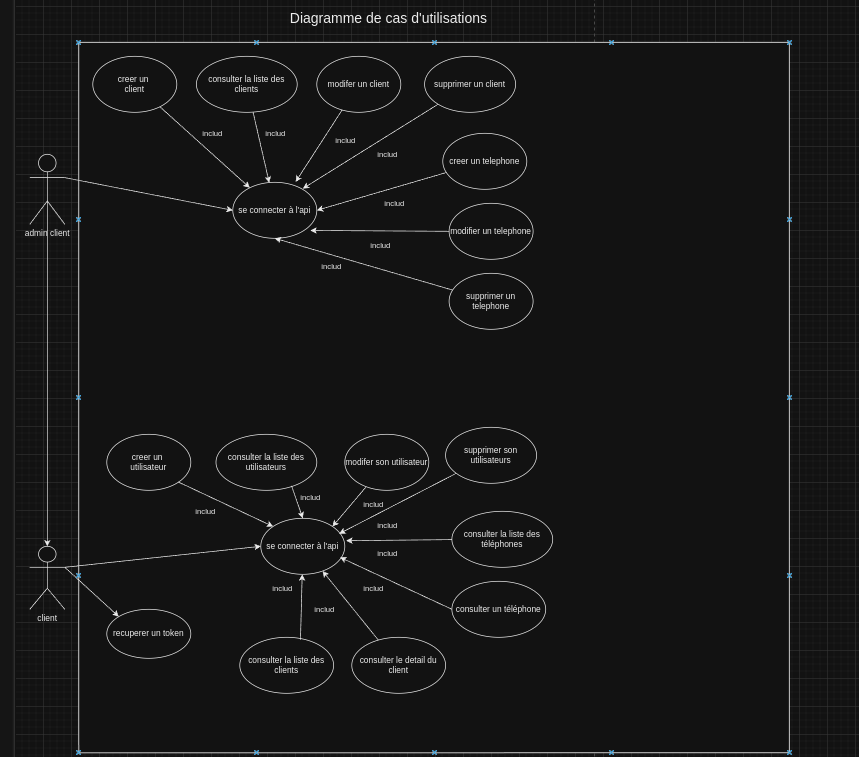 Diagramme de cas d'utilisations
creer un
client
consulter la liste des
clients
modifer un client
supprimer un client
includ
includ
includ
includ
creer un telephone
includ
se connecter à l'api
modifier un telephone
includ
admin client
includ
supprimer un
telephone
creer un
utilisateur
consulter la liste des
utilisateurs
modifer son utilisateur
supprimer son
utilisateurs
includ
includ
includ
includ
consulter la liste des
téléphones
se connecter à l'api
includ
includ
includ
includ
consulter un téléphone
client
recuperer un token
consulter la liste des
clients
consulter le detail du
client